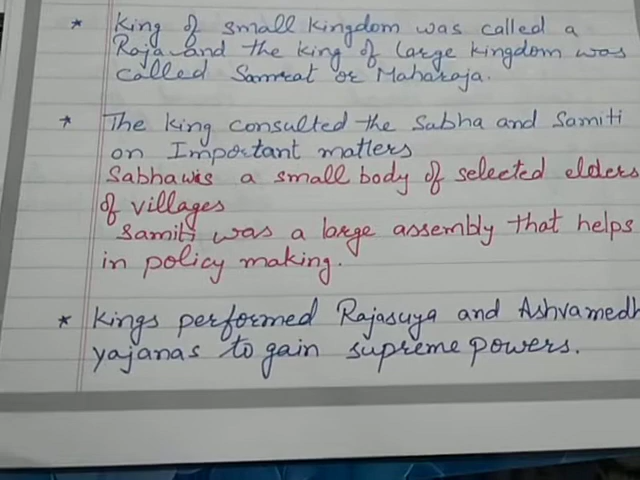 * King of small kingdom was called a
Raja and the king of large kingdom was
called Samrat or Maharaja.
* The king consulted the Sabha and Samiti
on Important matters
Sabha was a small body of selected elders
of villages
Samiti was a large assembly that helps
in policy making.
* Kings performed Rajasuya and Ashvamedh
yajanas to gain supreme powers.